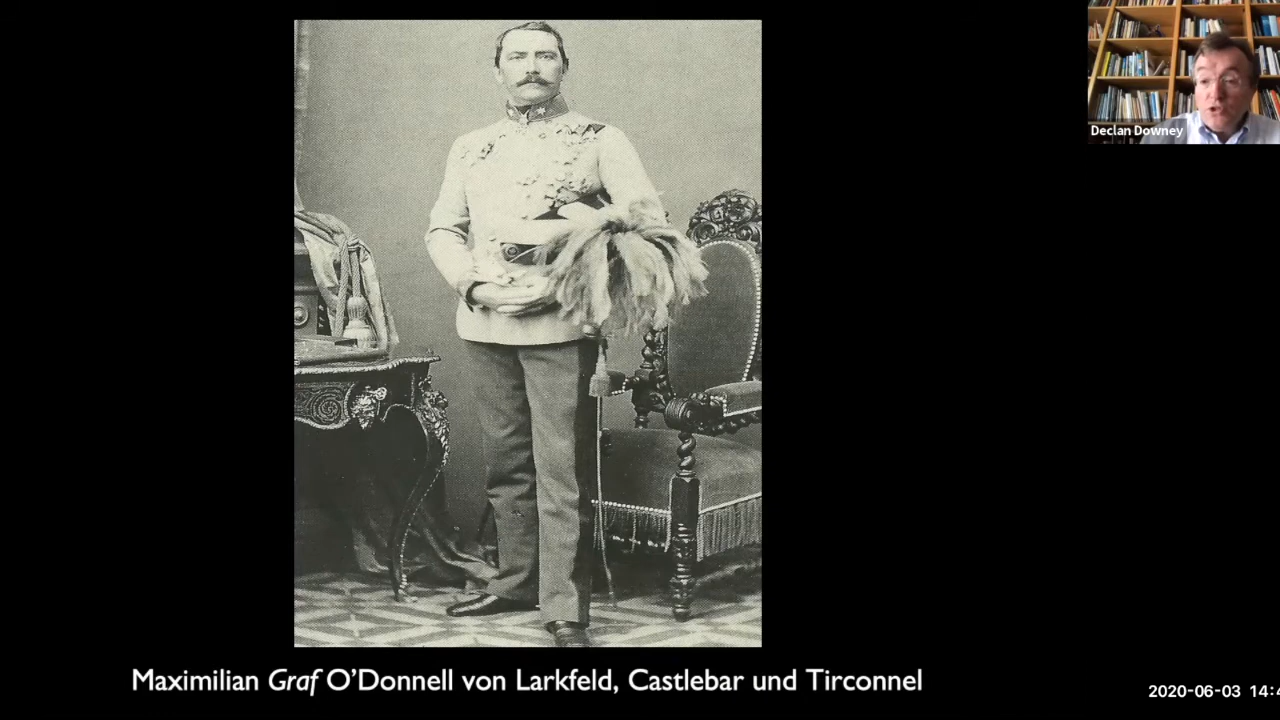 Declan Downey
Maximilian Graf O'Donnell von Larkfeld, Castlebar und Tirconnel
2020-06-03 14:4